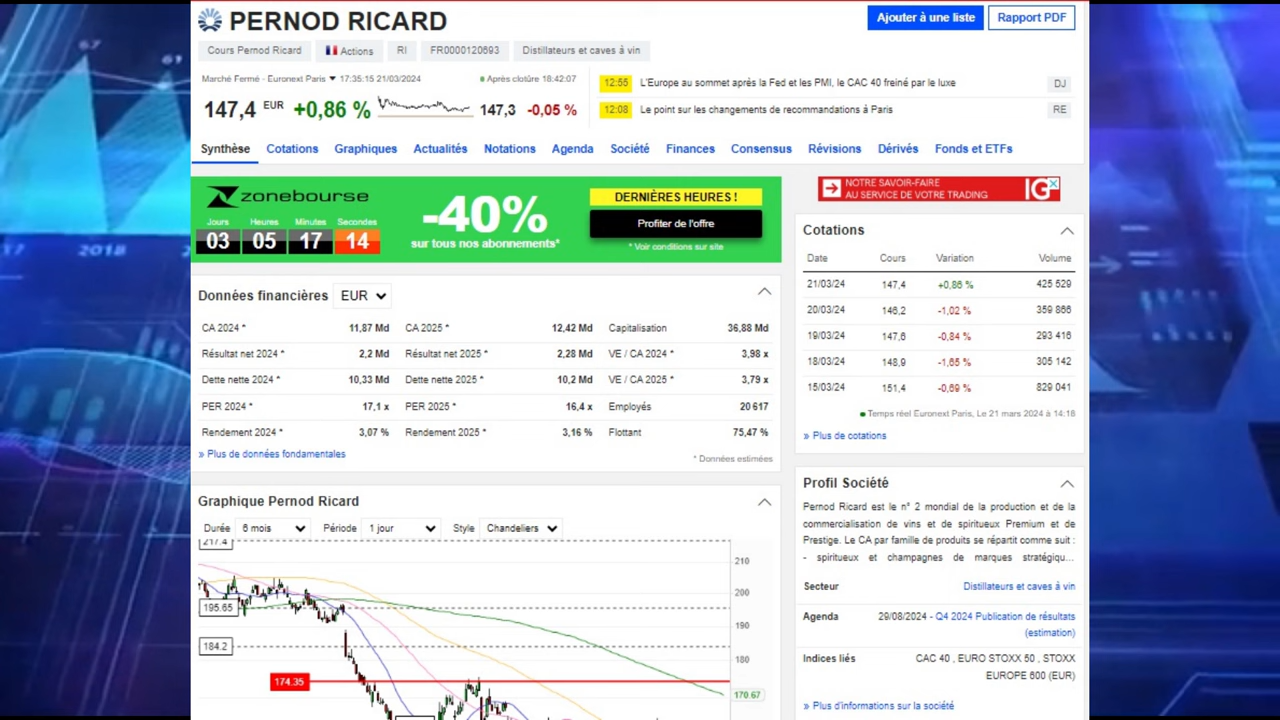 PERNOD RICARD
Ajouter à une liste
Rapport PDF
Cours Pernod Ricard
Actions
RI
FR0000120693
Distillateurs et caves à vin
Marché Fermé - Euronext Paris 17:35:15 21/03/2024
Après clotûre 18:42:07
147,4 EUR +0,86 %
147,3 -0,05 %
12:55 L'Europe au sommet après la Fed et les PMI, le CAC 40 freiné par le luxe DJ
12:08 Le point sur les changements de recommandations à Paris RE
Synthèse Cotations Graphiques Actualités Notations Agenda Société Finances Consensus Révisions Dérivés Fonds et ETFs
zonebourse
Jours Heures Minutes Secondes
03 05 17 14
-40%
sur tous nos abonnements*
DERNIÈRES HEURES !
Profiter de l'offre
* Voir conditions sur site
NOTRE SAVOIR-FAIRE
AU SERVICE DE VOTRE TRADING
IG
Données financières EUR
CA 2024 * 11,87 Md CA 2025 * 12,42 Md Capitalisation 36,88 Md
Résultat net 2024 * 2,2 Md Résultat net 2025 * 2,28 Md VE / CA 2024 * 3,98 x
Dette nette 2024 * 10,33 Md Dette nette 2025 * 10,2 Md VE / CA 2025 * 3,79 x
PER 2024 * 17,1 x PER 2025 * 16,4 x Employés 20 617
Rendement 2024 * 3,07 % Rendement 2025 * 3,16 % Flottant 75,47 %
» Plus de données fondamentales
* Données estimées
Cotations
Date Cours Variation Volume
21/03/24 147,4 +0,86 % 425 529
20/03/24 146,2 -1,02 % 359 866
19/03/24 147,6 -0,84 % 293 416
18/03/24 148,9 -1,65 % 305 142
15/03/24 151,4 -0,69 % 829 041
Temps réel Euronext Paris, Le 21 mars 2024 à 14:18
» Plus de cotations
Graphique Pernod Ricard
Durée 6 mois Période 1 jour Style Chandeliers
217.4
210
200
195.65
190
184.2
180
174.35
170.67
Profil Société
Pernod Ricard est le n° 2 mondial de la production et de la
commercialisation de vins et de spiritueux Premium et de
Prestige. Le CA par famille de produits se répartit comme suit :
- spiritueux et champagnes de marques stratégiqu...
Secteur Distillateurs et caves à vin
Agenda 29/08/2024 - Q4 2024 Publication de résultats
(estimation)
Indices liés CAC 40 , EURO STOXX 50 , STOXX
EUROPE 600 (EUR)
» Plus d'informations sur la société
67
61
17
2018